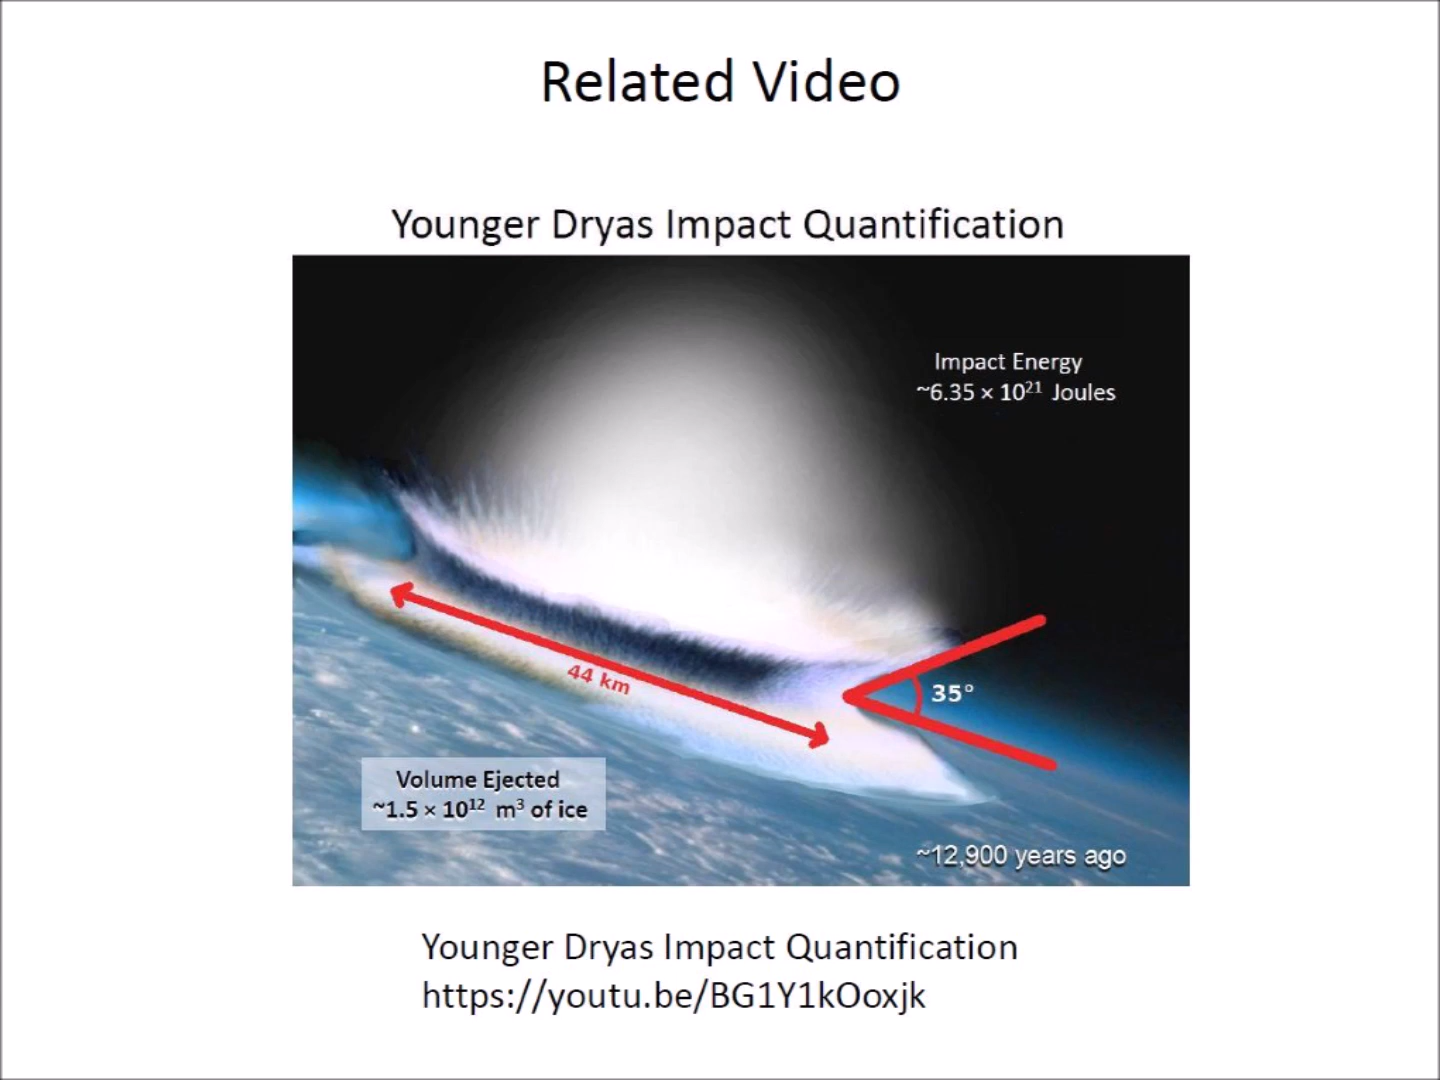 Related Video
Younger Dryas Impact Quantification
Impact Energy
~6.35 × 10²¹ Joules
44 km
35°
Volume Ejected
~1.5 × 10¹² m³ of ice
~12,900 years ago
Younger Dryas Impact Quantification
https://youtu.be/BG1Y1kOoxjk